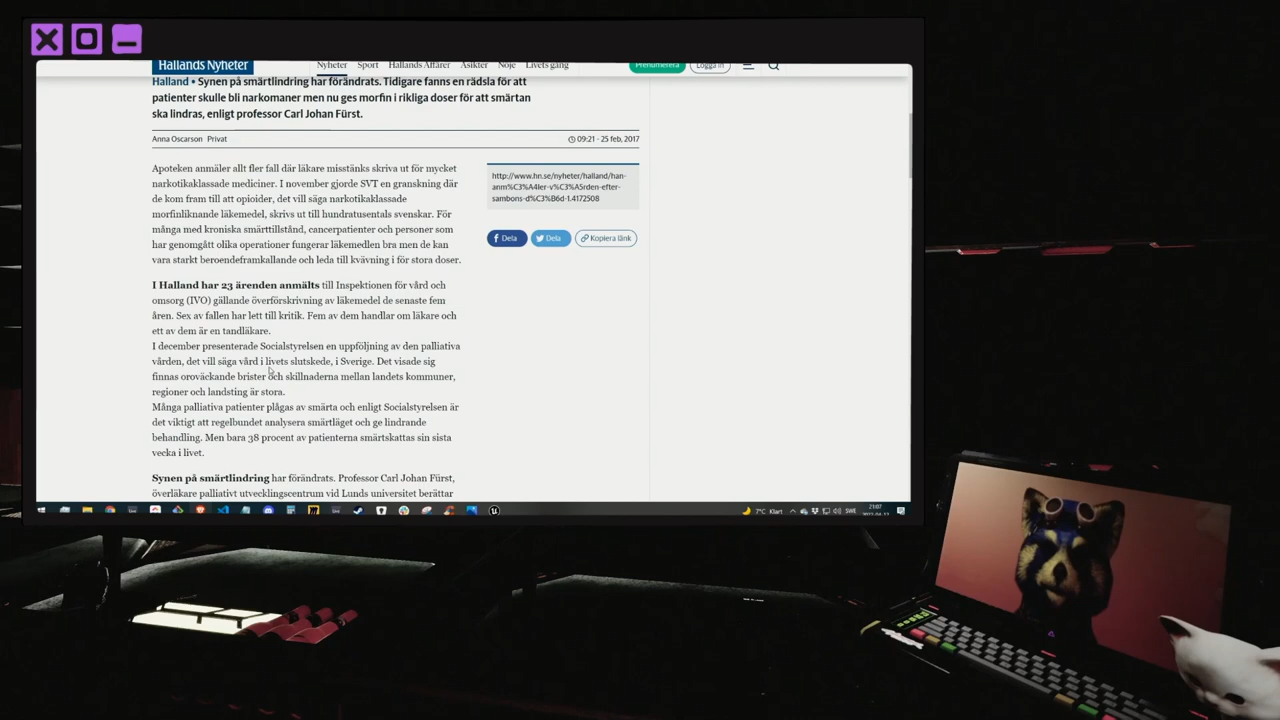 Hallands Nyheter
Nyheter Sport Hallands Affärer Åsikter Nöje Livets gång
Prenumerera Logga in
Halland • Synen på smärtlindring har förändrats. Tidigare fanns en rädsla för att
patienter skulle bli narkomaner men nu ges morfin i rikliga doser för att smärtan
ska lindras, enligt professor Carl Johan Fürst.
Anna Oscarson Privat
09:21 - 25 feb, 2017
Apoteken anmäler allt fler fall där läkare misstänks skriva ut för mycket
narkotikaklassade mediciner. I november gjorde SVT en granskning där
de kom fram till att opioider, det vill säga narkotikaklassade
morfinliknande läkemedel, skrivs ut till hundratusentals svenskar. För
många med kroniska smärttillstånd, cancerpatienter och personer som
har genomgått olika operationer fungerar läkemedlen bra men de kan
vara starkt beroendeframkallande och leda till kvävning i för stora doser.
http://www.hn.se/nyheter/halland/han-
anm%C3%A4ler-v%C3%A5rden-efter-
sambons-d%C3%B6d-1.4172508
Dela Dela Kopiera länk
I Halland har 23 ärenden anmälts till Inspektionen för vård och
omsorg (IVO) gällande överförskrivning av läkemedel de senaste fem
åren. Sex av fallen har lett till kritik. Fem av dem handlar om läkare och
ett av dem är en tandläkare.
I december presenterade Socialstyrelsen en uppföljning av den palliativa
vården, det vill säga vård i livets slutskede, i Sverige. Det visade sig
finnas oroväckande brister och skillnaderna mellan landets kommuner,
regioner och landsting är stora.
Många palliativa patienter plågas av smärta och enligt Socialstyrelsen är
det viktigt att regelbundet analysera smärtläget och ge lindrande
behandling. Men bara 38 procent av patienterna smärtskattas sin sista
vecka i livet.
Synen på smärtlindring har förändrats. Professor Carl Johan Fürst,
överläkare palliativt utvecklingscentrum vid Lunds universitet berättar
7°C Klart SWE 21:07